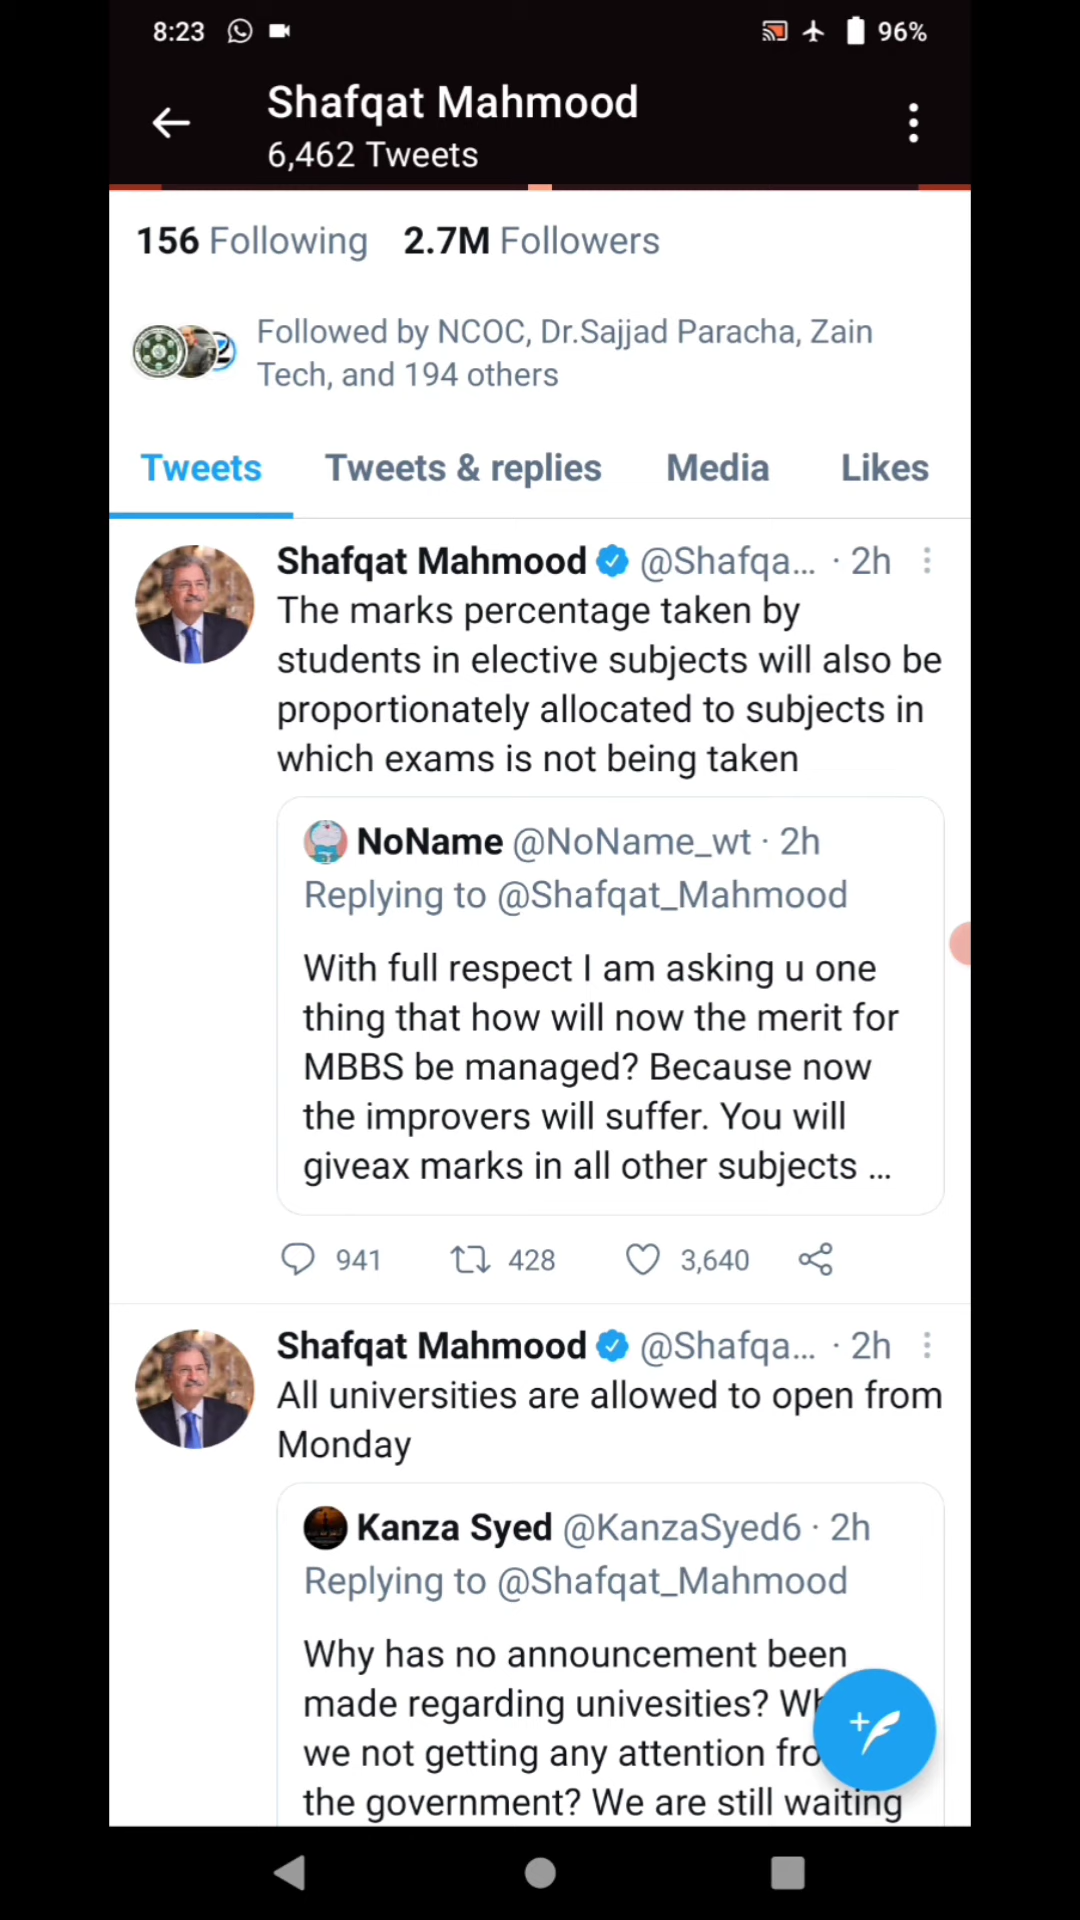 8:23 96%
Shafqat Mahmood
6,462 Tweets
156 Following 2.7M Followers
Followed by NCOC, Dr.Sajjad Paracha, Zain
Tech, and 194 others
Tweets Tweets & replies Media Likes
Shafqat Mahmood @Shafqa... · 2h
The marks percentage taken by
students in elective subjects will also be
proportionately allocated to subjects in
which exams is not being taken
NoName @NoName_wt · 2h
Replying to @Shafqat_Mahmood
With full respect I am asking u one
thing that how will now the merit for
MBBS be managed? Because now
the improvers will suffer. You will
giveax marks in all other subjects ...
941 428 3,640
Shafqat Mahmood @Shafqa... · 2h
All universities are allowed to open from
Monday
Kanza Syed @KanzaSyed6 · 2h
Replying to @Shafqat_Mahmood
Why has no announcement been
made regarding univesities?
we not getting any attention
the government? We are still waiting